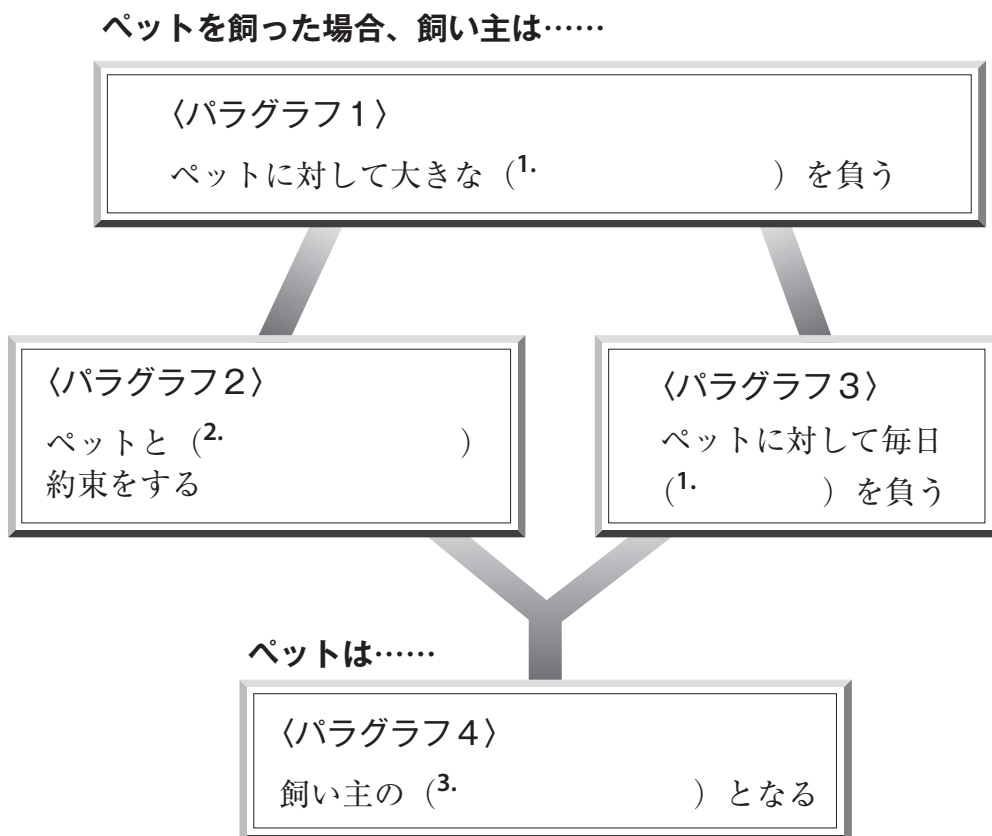 ペットを飼った場合、飼い主は……
〈パラグラフ1〉
ペットに対して大きな（1.　　　　　　）を負う
〈パラグラフ2〉
ペットと（2.　　　　　　）
約束をする
〈パラグラフ3〉
ペットに対して毎日
（1.　　　　）を負う
ペットは……
〈パラグラフ4〉
飼い主の（3.　　　　　　）となる